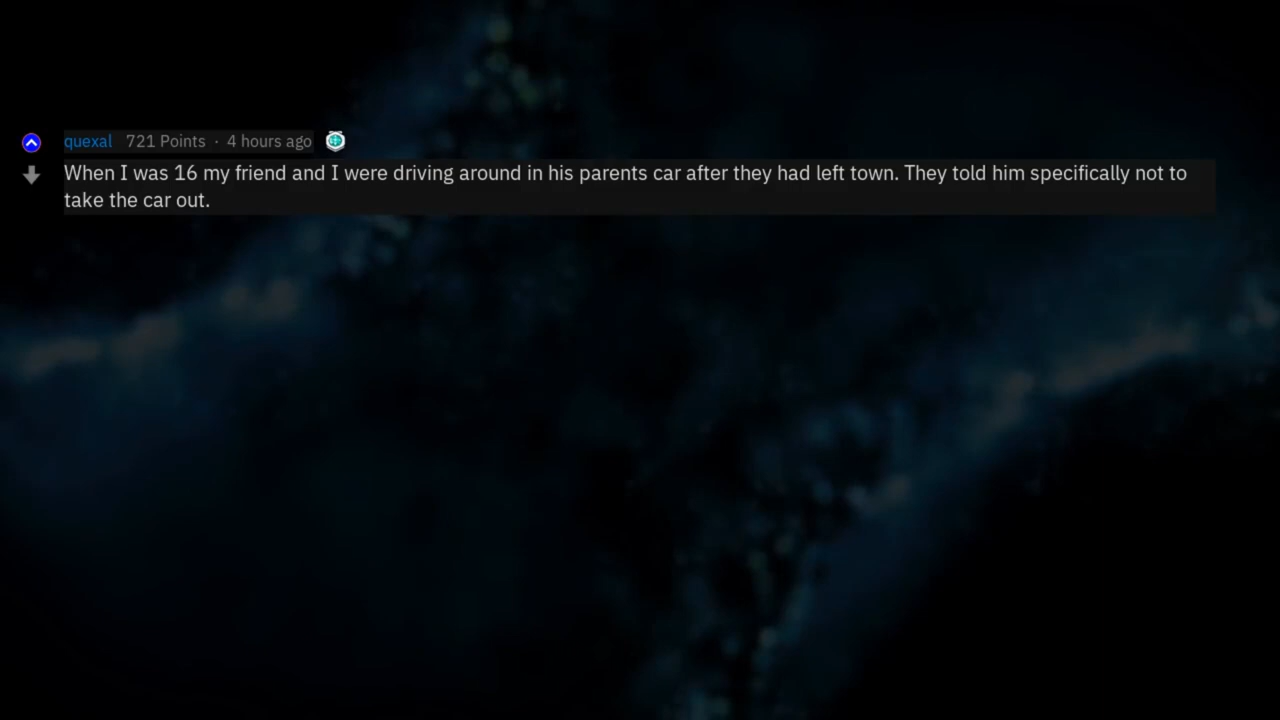 quexal 721 Points · 4 hours ago
When I was 16 my friend and I were driving around in his parents car after they had left town. They told him specifically not to
take the car out.